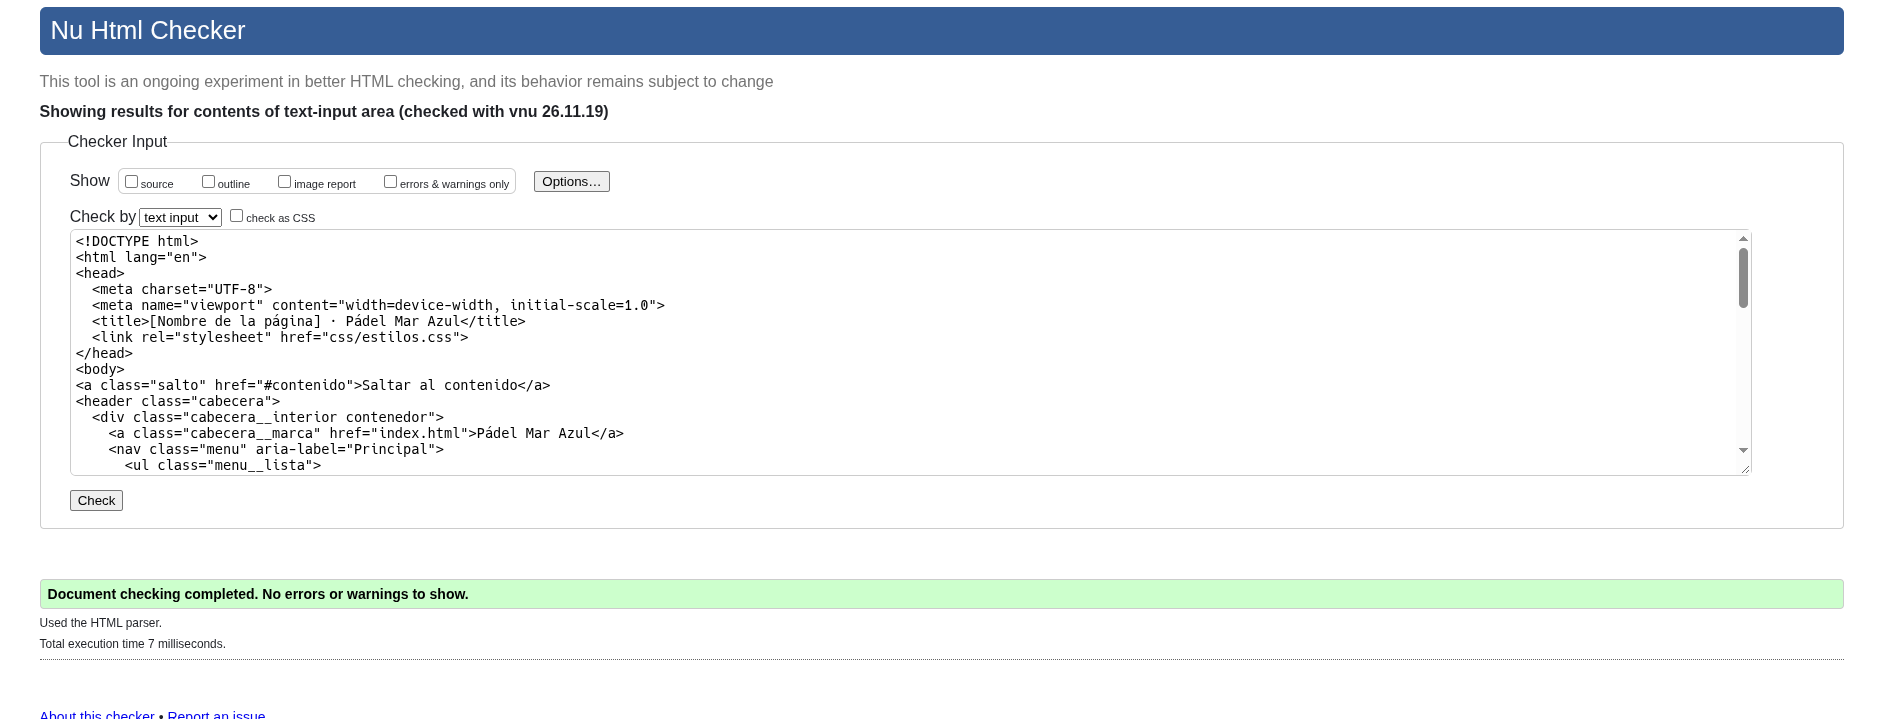 Nu Html Checker
This tool is an ongoing experiment in better HTML checking, and its behavior remains subject to change
Showing results for contents of text-input area (checked with vnu 26.11.19)
Checker Input
Show source outline image report errors & warnings only Options…
Check by text input check as CSS
<!DOCTYPE html>
<html lang="en">
<head>
  <meta charset="UTF-8">
  <meta name="viewport" content="width=device-width, initial-scale=1.0">
  <title>[Nombre de la página] · Pádel Mar Azul</title>
  <link rel="stylesheet" href="css/estilos.css">
</head>
<body>
<a class="salto" href="#contenido">Saltar al contenido</a>
<header class="cabecera">
  <div class="cabecera__interior contenedor">
    <a class="cabecera__marca" href="index.html">Pádel Mar Azul</a>
    <nav class="menu" aria-label="Principal">
      <ul class="menu__lista">
Check
Document checking completed. No errors or warnings to show.
Used the HTML parser.
Total execution time 7 milliseconds.
About this checker • Report an issue